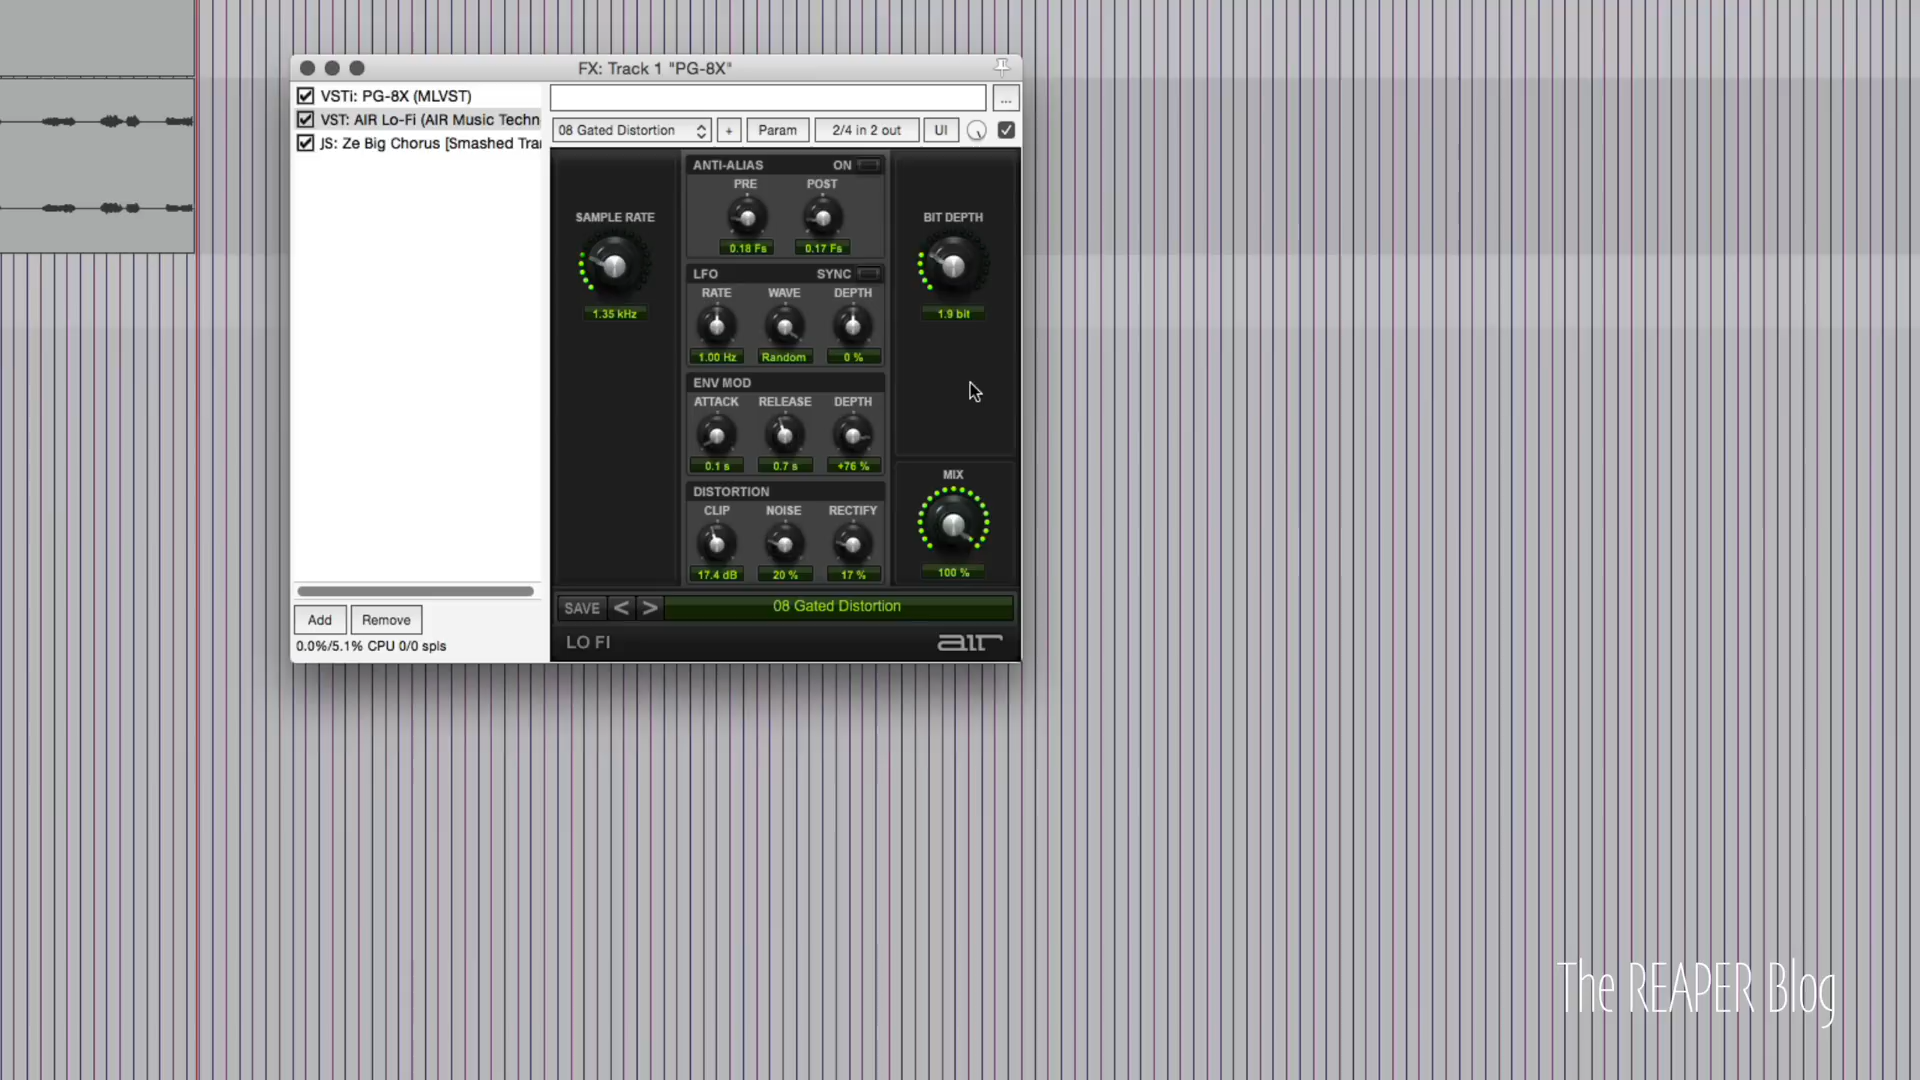 FX: Track 1 "PG-8X"
VSTi: PG-8X (MLVST)
VST: AIR Lo-Fi (AIR Music Techn
JS: Ze Big Chorus [Smashed Tra
...
08 Gated Distortion
+
Param
2/4 in 2 out
UI
ANTI-ALIAS ON
PRE POST
0.18 Fs 0.17 Fs
SAMPLE RATE
1.35 kHz
BIT DEPTH
1.9 bit
LFO SYNC
RATE WAVE DEPTH
1.00 Hz Random 0 %
ENV MOD
ATTACK RELEASE DEPTH
0.1 s 0.7 s +76 %
DISTORTION
CLIP NOISE RECTIFY
17.4 dB 20 % 17 %
MIX
100 %
SAVE < > 08 Gated Distortion
LO FI air
Add Remove
0.0%/5.1% CPU 0/0 spls
The REAPER Blog